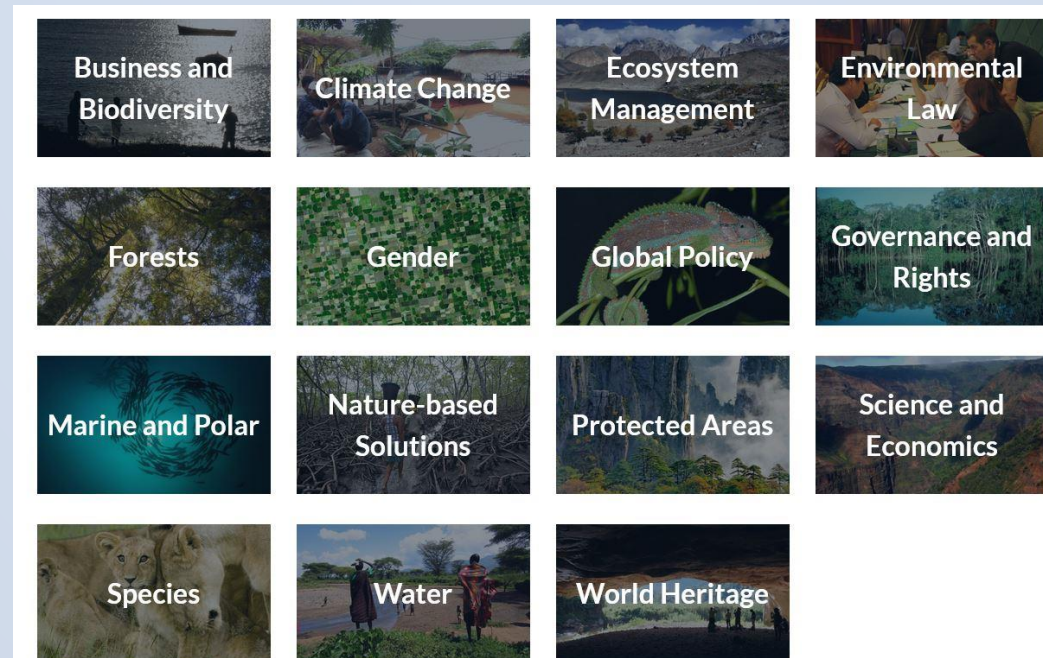 Business and
Biodiversity
Climate Change
Ecosystem
Management
Environmental
Law
Forests
Gender
Global Policy
Governance and
Rights
Marine and Polar
Nature-based
Solutions
Protected Areas
Science and
Economics
Species
Water
World Heritage